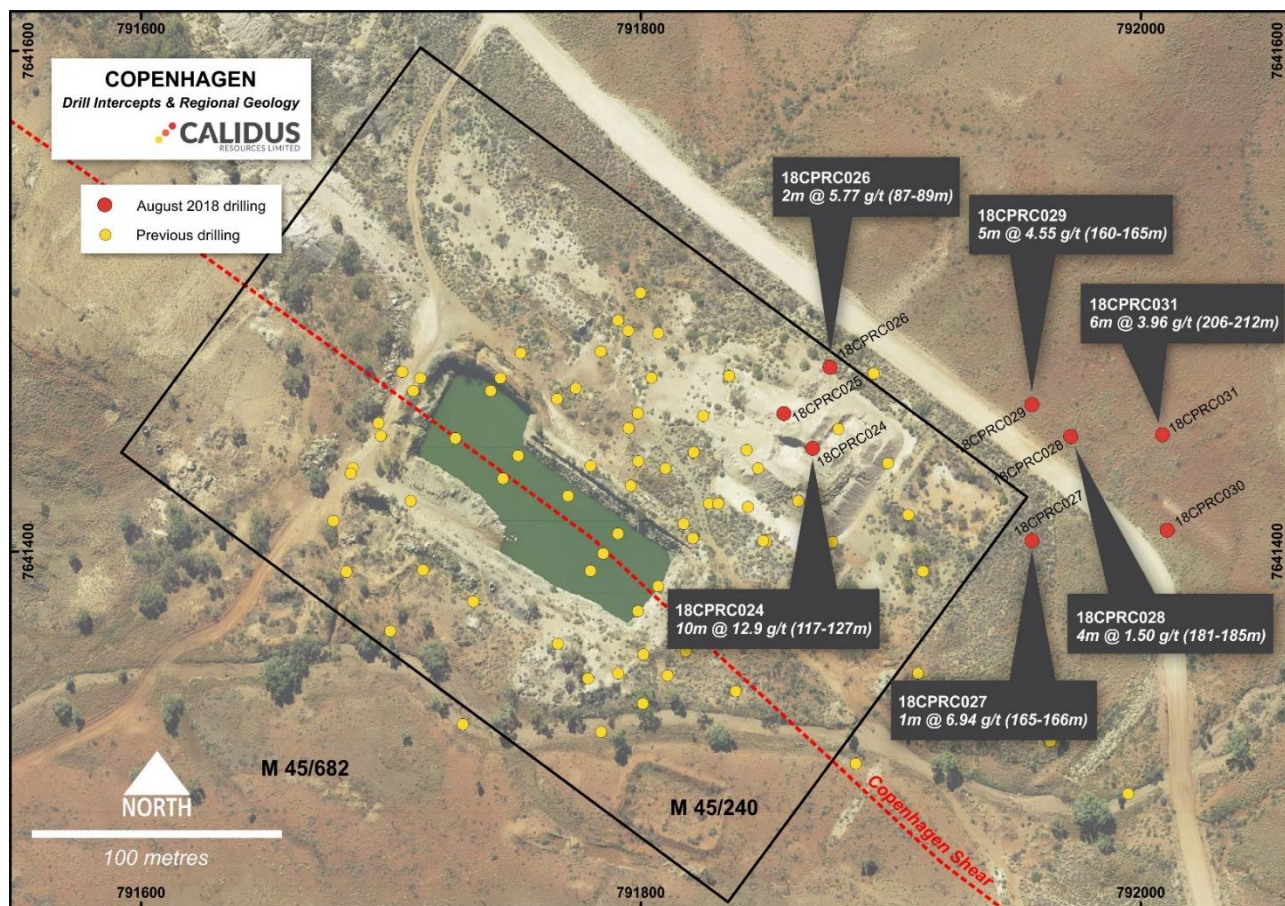 791600
791800
792000
7641600
7641600
COPENHAGEN
Drill Intercepts & Regional Geology
CALIDUS
RESOURCES LIMITED
August 2018 drilling
Previous drilling
18CPRC026
2m @ 5.77 g/t (87-89m)
18CPRC029
5m @ 4.55 g/t (160-165m)
18CPRC031
6m @ 3.96 g/t (206-212m)
18CPRC026
18CPRC025
18CPRC024
18CPRC029
18CPRC028
18CPRC031
18CPRC027
18CPRC030
7641400
7641400
18CPRC024
10m @ 12.9 g/t (117-127m)
18CPRC028
4m @ 1.50 g/t (181-185m)
18CPRC027
1m @ 6.94 g/t (165-166m)
M 45/682
M 45/240
Copenhagen Shear
NORTH
100 metres
791600
791800
792000